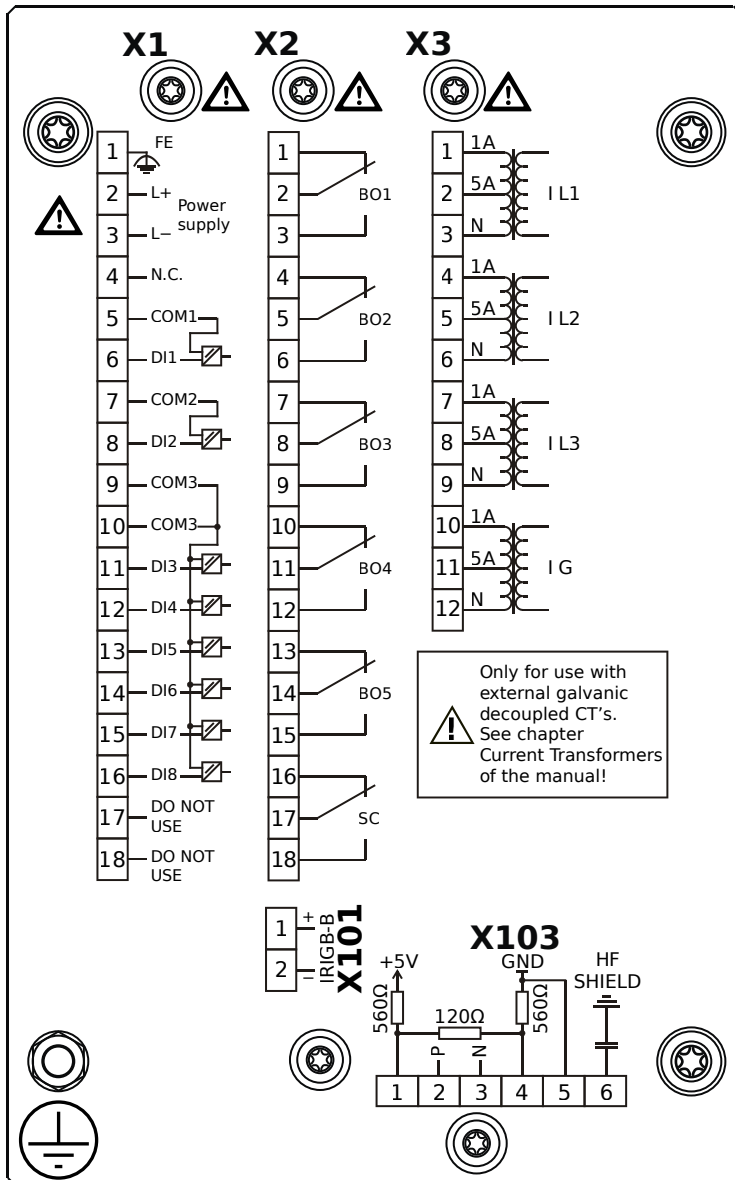 X1 X2 X3
1 FE
2 L+
3 L−
Power
supply
4 N.C.
5 COM1
6 DI1
7 COM2
8 DI2
9 COM3
10 COM3
11 DI3
12 DI4
13 DI5
14 DI6
15 DI7
16 DI8
17 DO NOT
USE
18 DO NOT
USE
1
2 BO1
3
4
5 BO2
6
7
8 BO3
9
10
11 BO4
12
13
14 BO5
15
16
17 SC
18
1 1A
2 5A I L1
3 N
4 1A
5 5A I L2
6 N
7 1A
8 5A I L3
9 N
10 1A
11 5A I G
12 N
Only for use with
external galvanic
decoupled CT's.
See chapter
Current Transformers
of the manual!
1 +
2 −
IRIGB-B
X101
X103
+5V GND HF
SHIELD
560Ω 120Ω 560Ω
P N
1 2 3 4 5 6